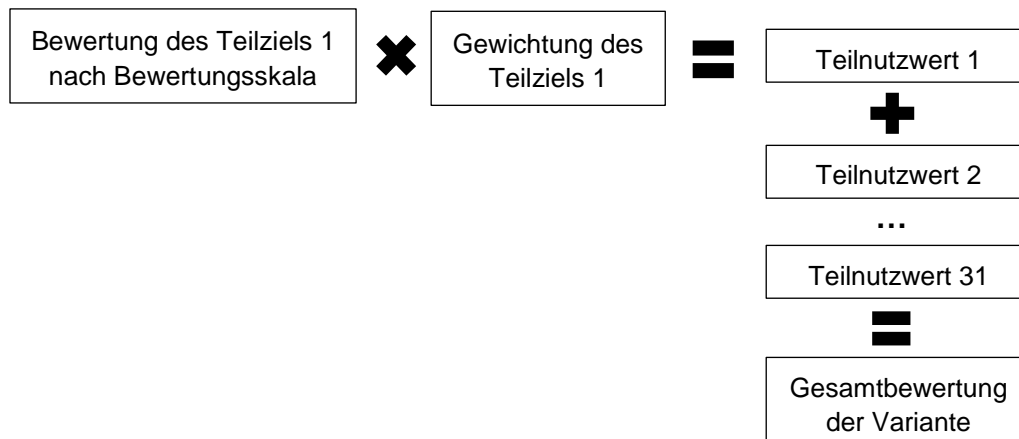 Bewertung des Teilziels 1
nach Bewertungsskala
Gewichtung des
Teilziels 1
Teilnutzwert 1
Teilnutzwert 2
...
Teilnutzwert 31
Gesamtbewertung
der Variante